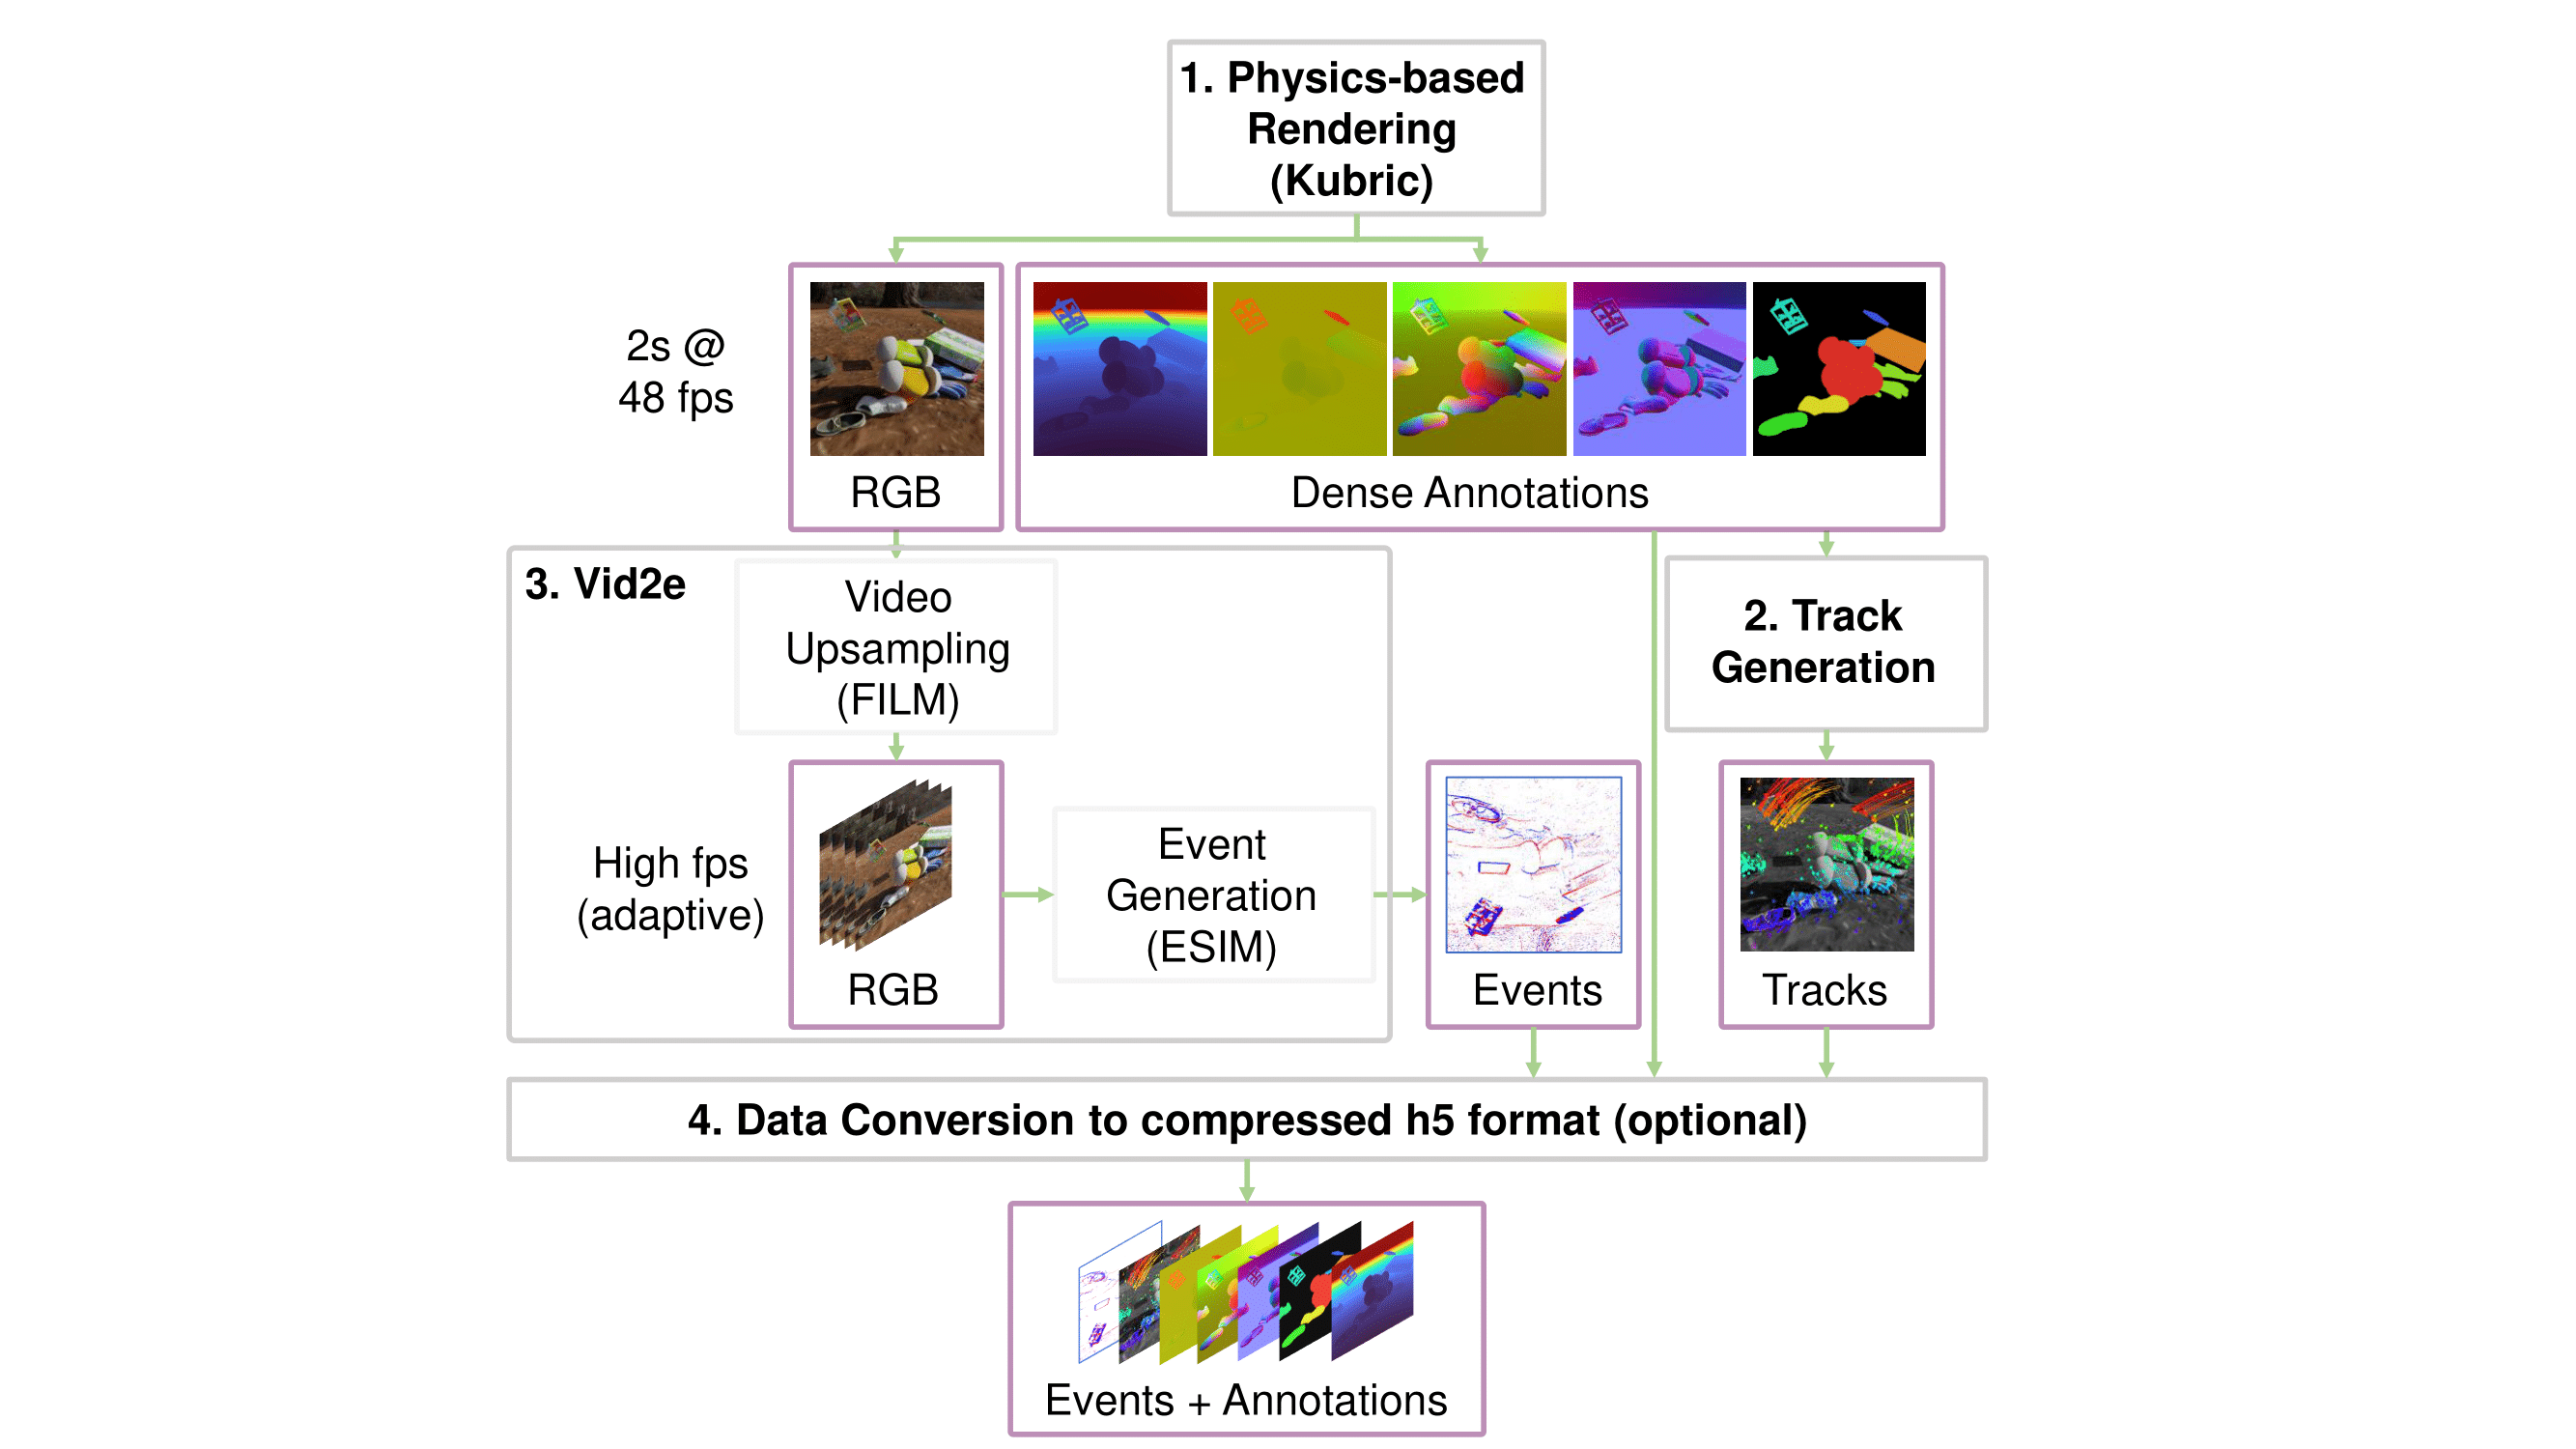 1. Physics-based
Rendering
(Kubric)
2s @
48 fps
RGB
Dense Annotations
3. Vid2e
Video
Upsampling
(FILM)
2. Track
Generation
High fps
(adaptive)
RGB
Event
Generation
(ESIM)
Events
Tracks
4. Data Conversion to compressed h5 format (optional)
Events + Annotations